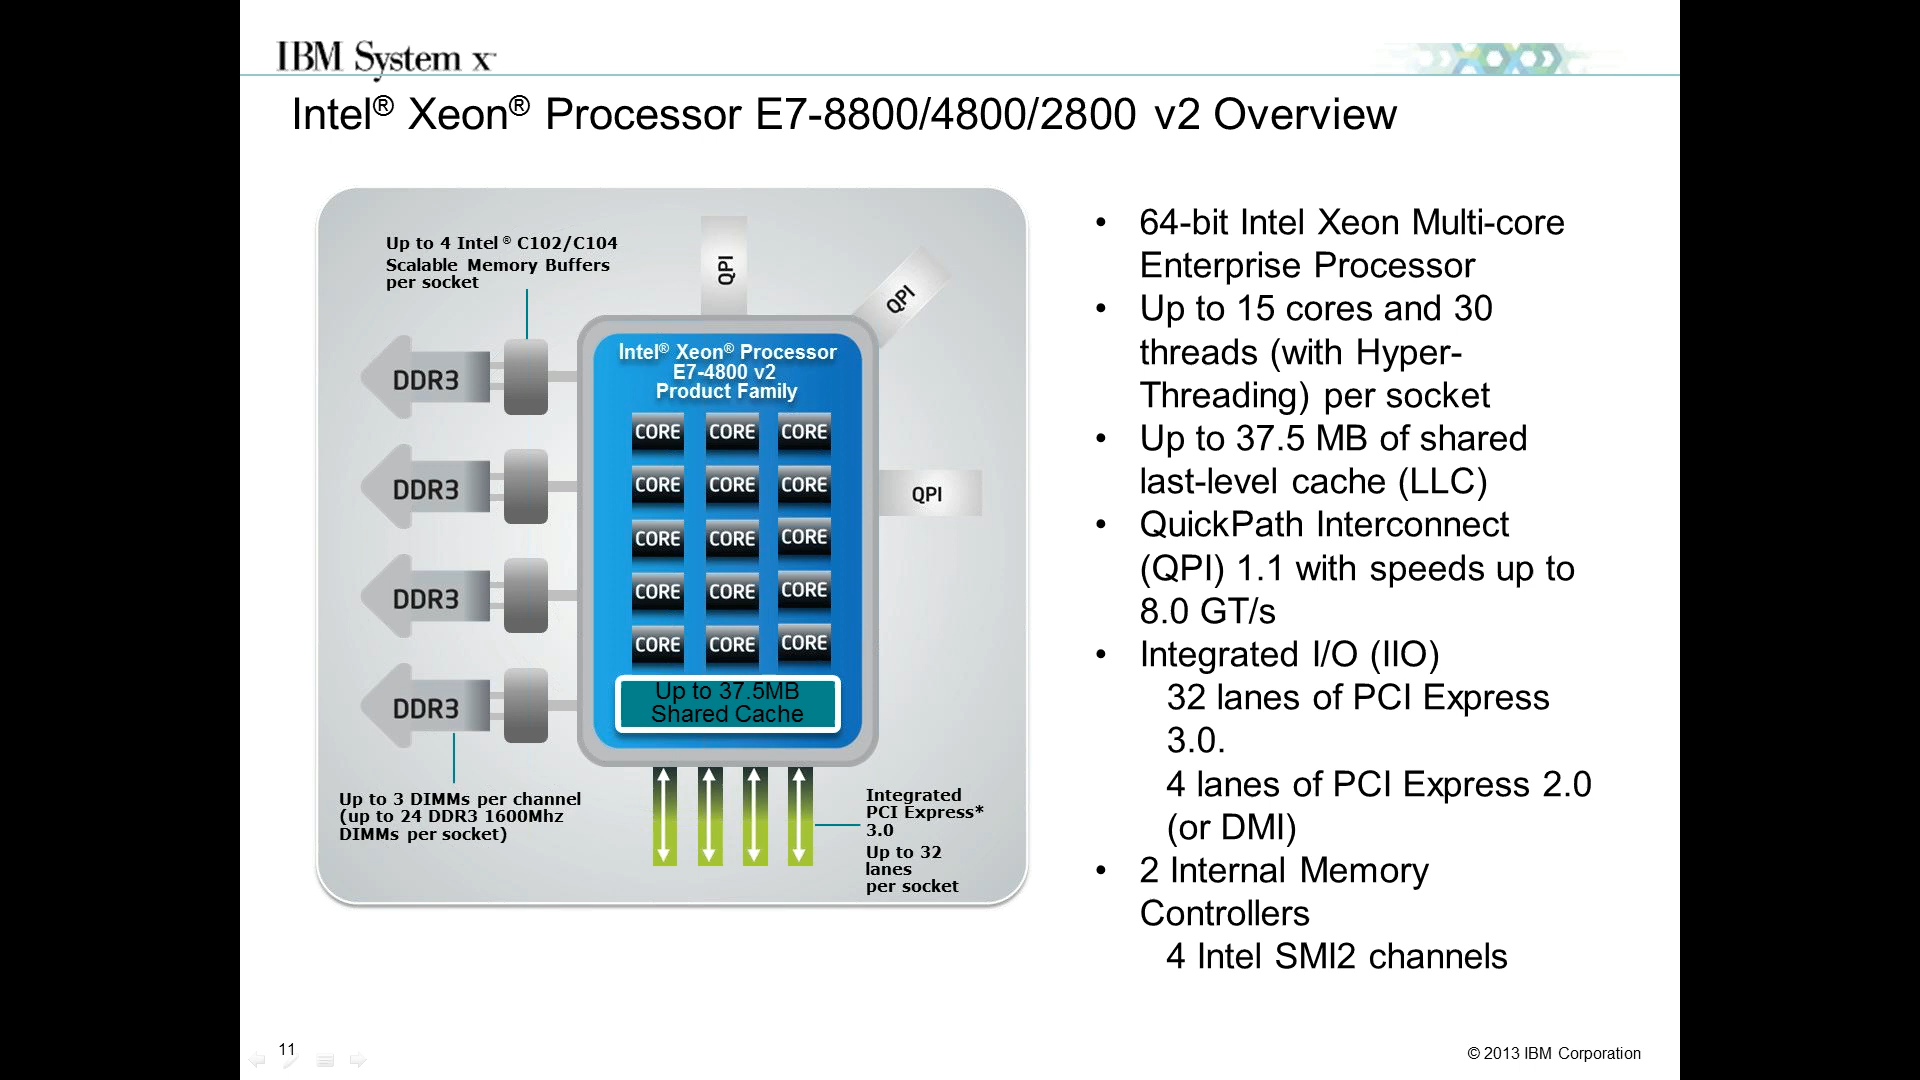 IBM System x™
Intel® Xeon® Processor E7-8800/4800/2800 v2 Overview
Up to 4 Intel ® C102/C104
Scalable Memory Buffers
per socket
QPI
QPI
QPI
DDR3
DDR3
DDR3
DDR3
Intel® Xeon® Processor
E7-4800 v2
Product Family
CORE CORE CORE
CORE CORE CORE
CORE CORE CORE
CORE CORE CORE
CORE CORE CORE
Up to 37.5MB
Shared Cache
Up to 3 DIMMs per channel
(up to 24 DDR3 1600Mhz
DIMMs per socket)
Integrated
PCI Express*
3.0
Up to 32
lanes
per socket
• 64-bit Intel Xeon Multi-core
Enterprise Processor
• Up to 15 cores and 30
threads (with Hyper-
Threading) per socket
• Up to 37.5 MB of shared
last-level cache (LLC)
• QuickPath Interconnect
(QPI) 1.1 with speeds up to
8.0 GT/s
• Integrated I/O (IIO)
32 lanes of PCI Express
3.0.
4 lanes of PCI Express 2.0
(or DMI)
• 2 Internal Memory
Controllers
4 Intel SMI2 channels
11
© 2013 IBM Corporation